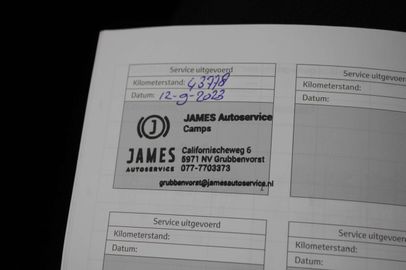 Service uitgevoerd
Kilometerstand: 43778
Datum: 12-9-2023
JAMES Autoservice
Camps
JAMES
AUTOSERVICE
Californischeweg 6
5971 NV Grubbenvorst
077-7703373
grubbenvorst@jamesautoservice.nl
Service
Kilometerstand:
Datum:
Service uitgevoerd
Kilometerstand:
Datum:
Service uitgevoerd
Kilometerstand:
Datum: